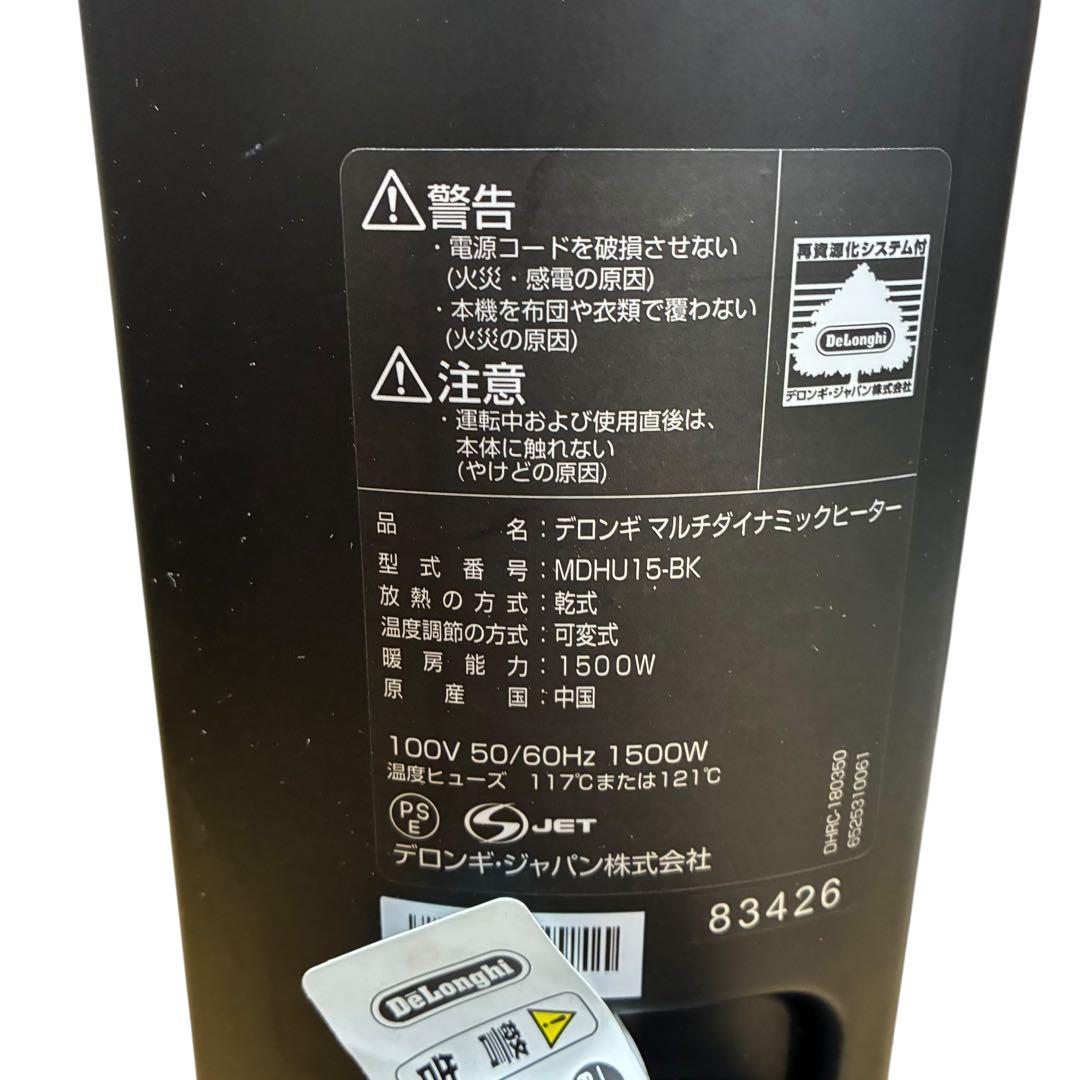 警告
・電源コードを破損させない
(火災・感電の原因)
・本機を布団や衣類で覆わない
(火災の原因)
注意
・運転中および使用直後は、
本体に触れない
(やけどの原因)
再資源化システム付
DeLonghi
デロンギ・ジャパン株式会社
品名：デロンギ マルチダイナミックヒーター
型式番号：MDHU15-BK
放熱の方式：乾式
温度調節の方式：可変式
暖房能力：1500W
原産国：中国
100V 50/60Hz 1500W
温度ヒューズ 117℃または121℃
PS
E
JET
デロンギ・ジャパン株式会社
DHRC-180350
6525310061
83426
DeLonghi
警告